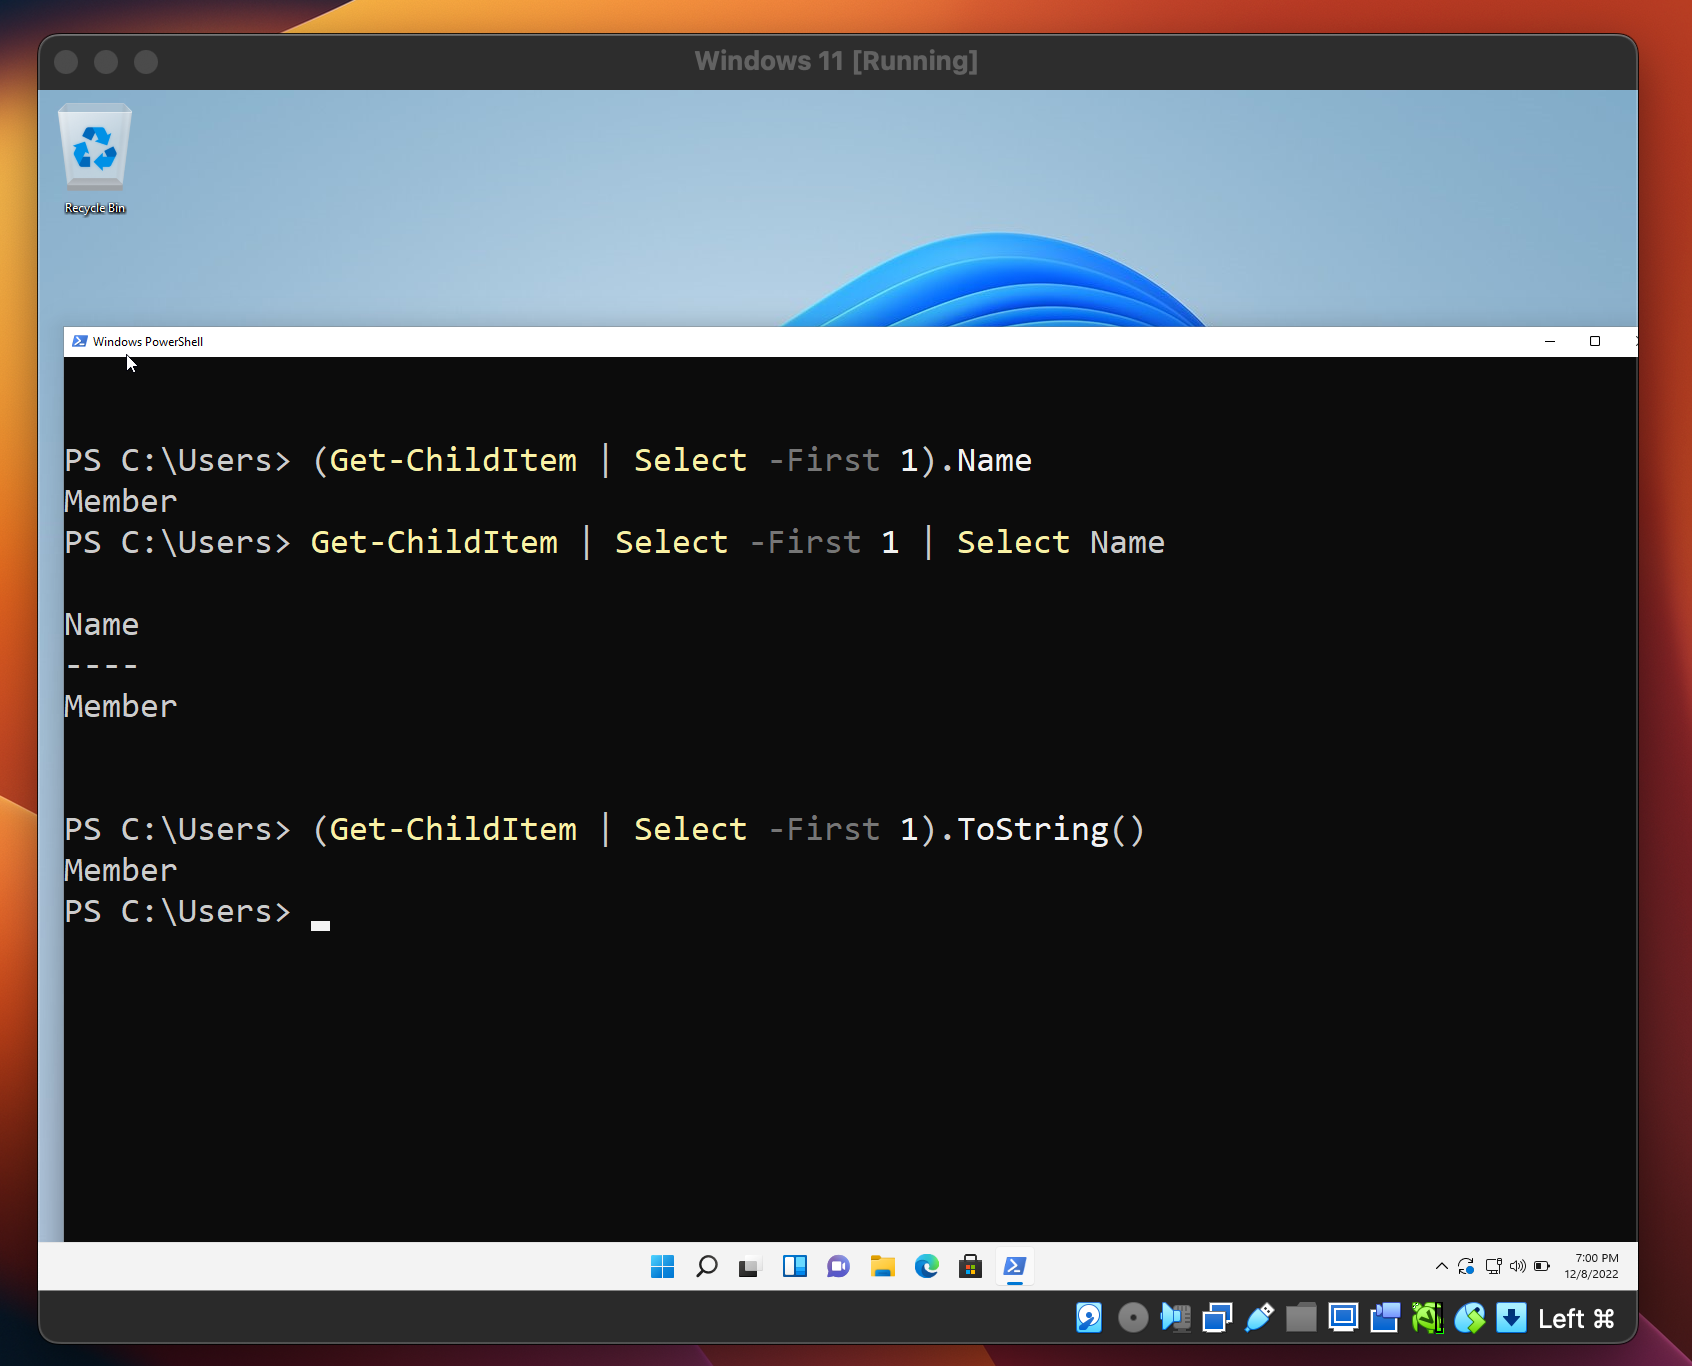 Windows 11 [Running]
Recycle Bin
Windows PowerShell
PS C:\Users> (Get-ChildItem | Select -First 1).Name
Member
PS C:\Users> Get-ChildItem | Select -First 1 | Select Name
Name
----
Member
PS C:\Users> (Get-ChildItem | Select -First 1).ToString()
Member
PS C:\Users>
7:00 PM
12/8/2022
Left ⌘